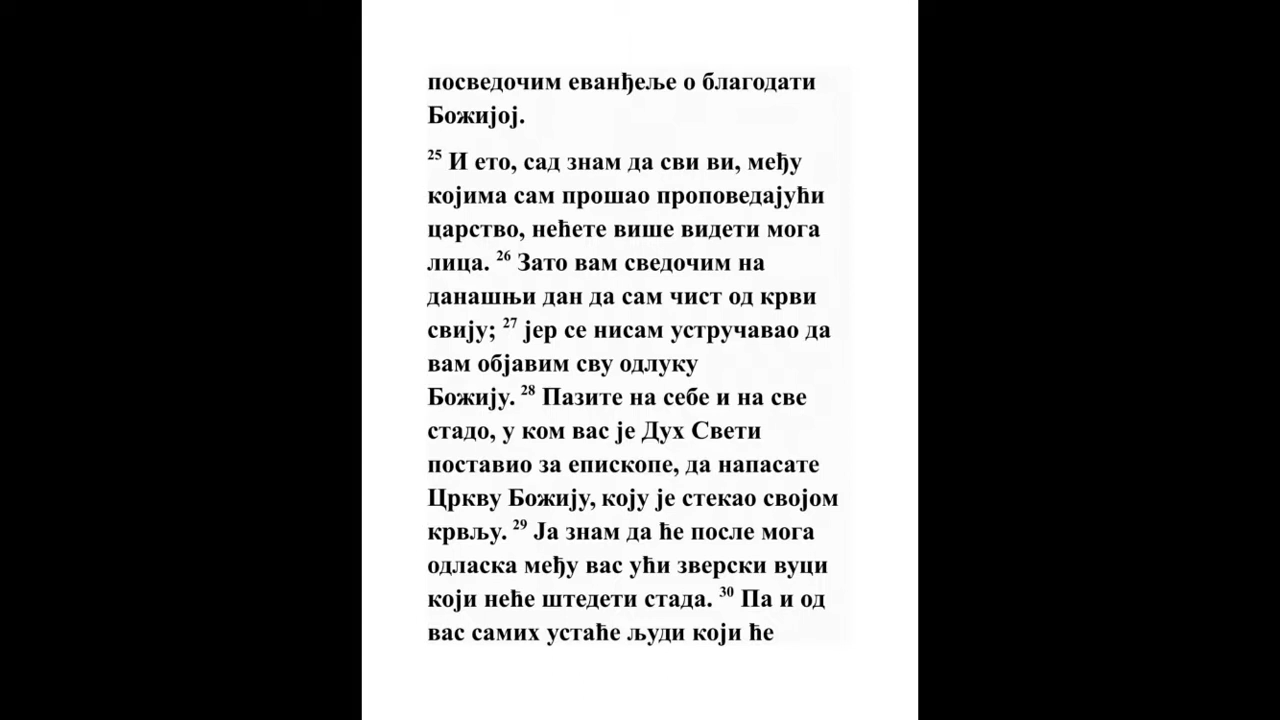 посведочим еванђеље о благодати
Божијој.
25 И ето, сад знам да сви ви, међу
којима сам прошао проповедајући
царство, нећете више видети мога
лица. 26 Зато вам сведочим на
данашњи дан да сам чист од крви
свију; 27 јер се нисам устручавао да
вам објавим сву одлуку
Божију. 28 Пазите на себе и на све
стадо, у ком вас је Дух Свети
поставио за епископе, да напасате
Цркву Божију, коју је стекао својом
крвљу. 29 Ја знам да ће после мога
одласка међу вас ући зверски вуци
који неће штедети стада. 30 Па и од
вас самих устаће људи који ће